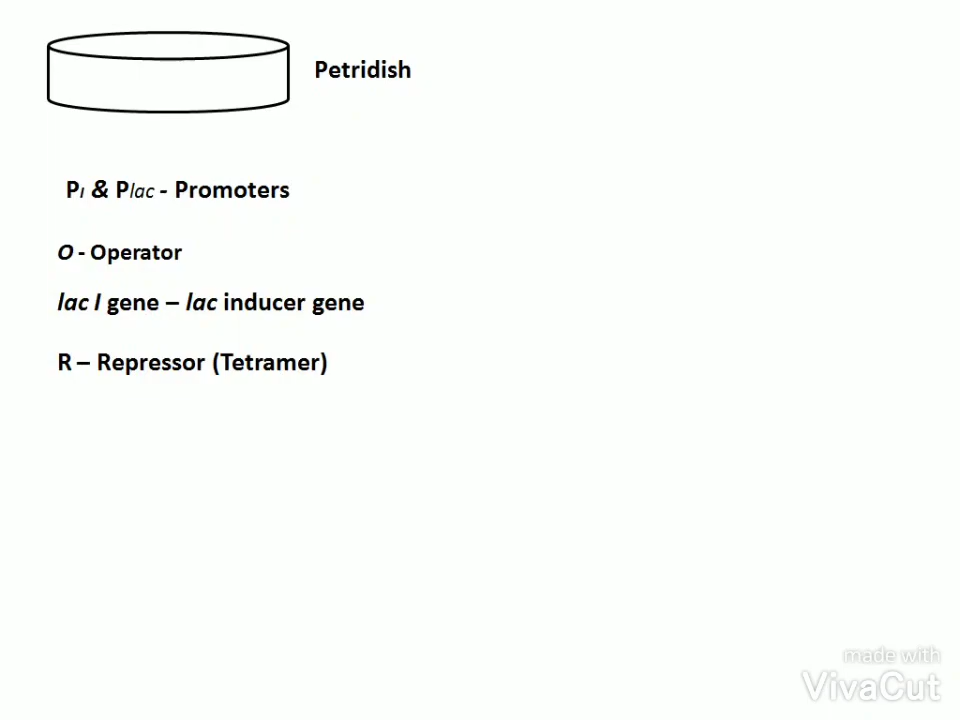 Petridish
PI & Plac - Promoters
O - Operator
lac I gene – lac inducer gene
R – Repressor (Tetramer)
made with
VivaCut